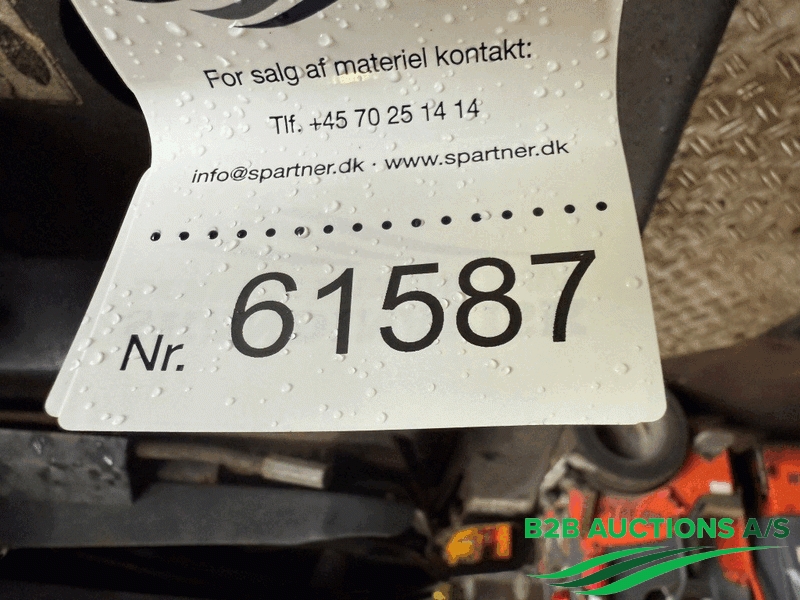 For salg af materiel kontakt:
Tlf. +45 70 25 14 14
info@spartner.dk · www.spartner.dk
Nr. 61587
B2B AUCTIONS A/S